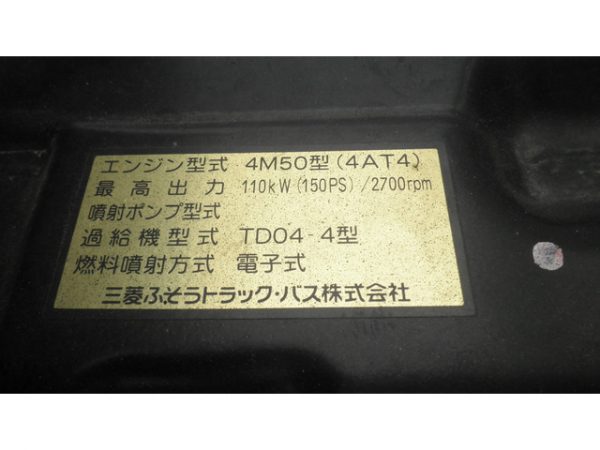 エンジン型式 4M50型(4AT4)
最高出力 110kW(150PS)/2700rpm
噴射ポンプ型式
過給機型式 TD04-4型
燃料噴射方式 電子式
三菱ふそうトラック・バス株式会社